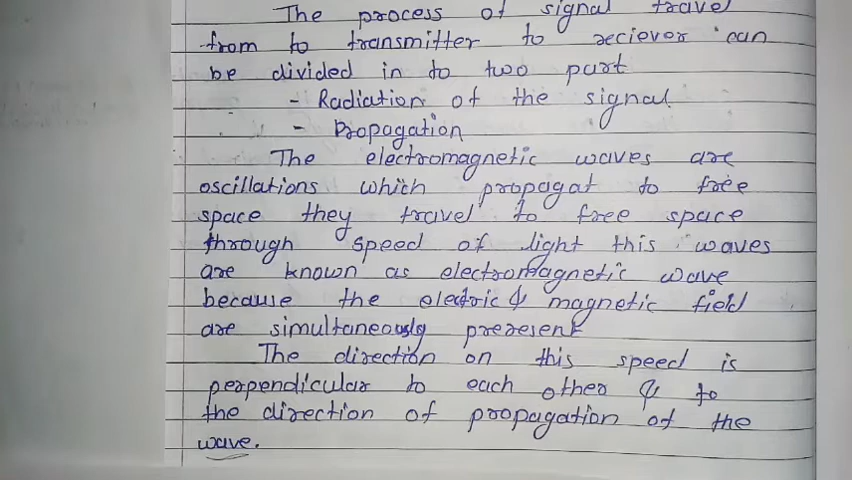 The process of signal travel
from to transmitter to reciever can
be divided in to two part
- Radiation of the signal
- Propagation
The electromagnetic waves are
oscillations which propagat to free
space they travel to free space
through speed of light this waves
are known as electromagnetic wave
because the electric & magnetic field
are simultaneously preresent
The direction on this speed is
perpendicular to each other & to
the direction of propagation of the
wave.